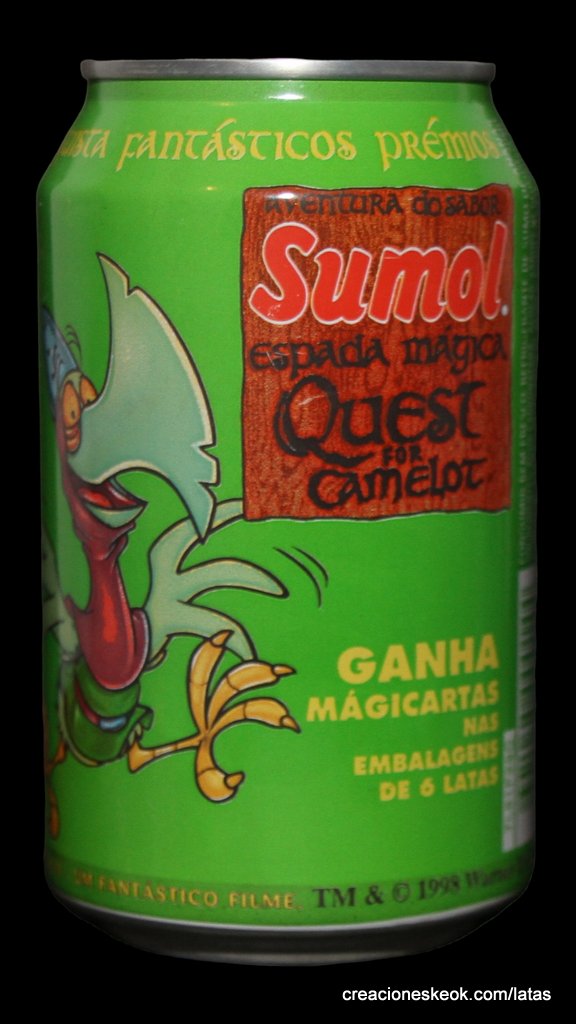 FANTÁSTICOS PRÉMIOS
AVENTURA DO SABOR
Sumol
ESPADA MÁGICA
QUEST
FOR
CAMELOT
GANHA
MÁGICARTAS
NAS
EMBALAGENS
DE 6 LATAS
UM FANTÁSTICO FILME. TM & © 1998
creacioneskeok.com/latas